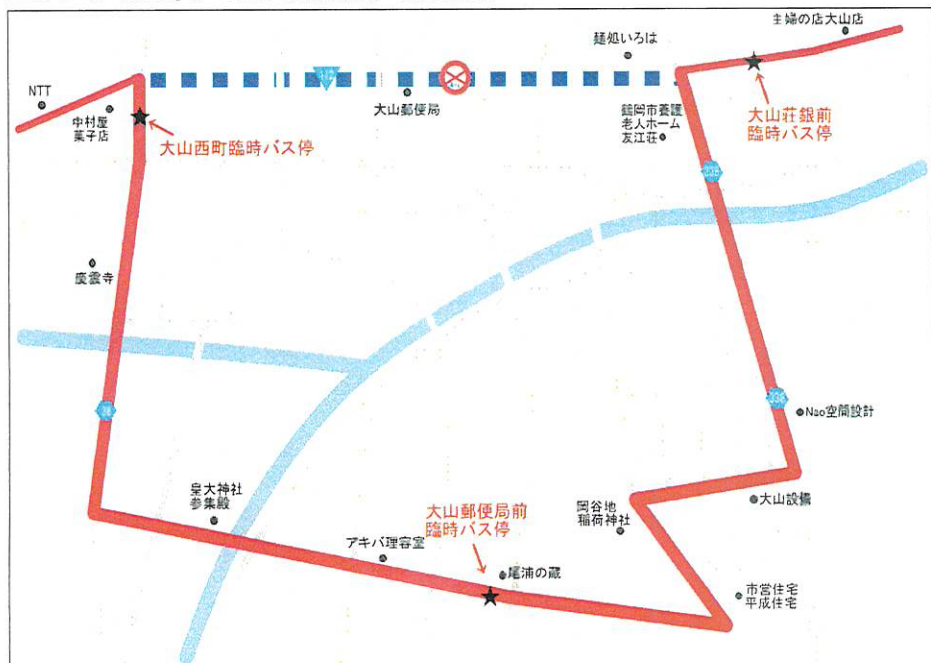 主婦の店大山店
麺処いろは
NTT
中村屋
菓子店
大山郵便局
鶴岡市養護
老人ホーム
友江荘
大山荘銀前
臨時バス停
大山西町臨時バス停
338
慶雲寺
338
38
Nao空間設計
皇大神社
参集殿
大山郵便局前
臨時バス停
岡谷地
稲荷神社
大山設備
アキバ理容室
尾浦の蔵
市営住宅
平成住宅